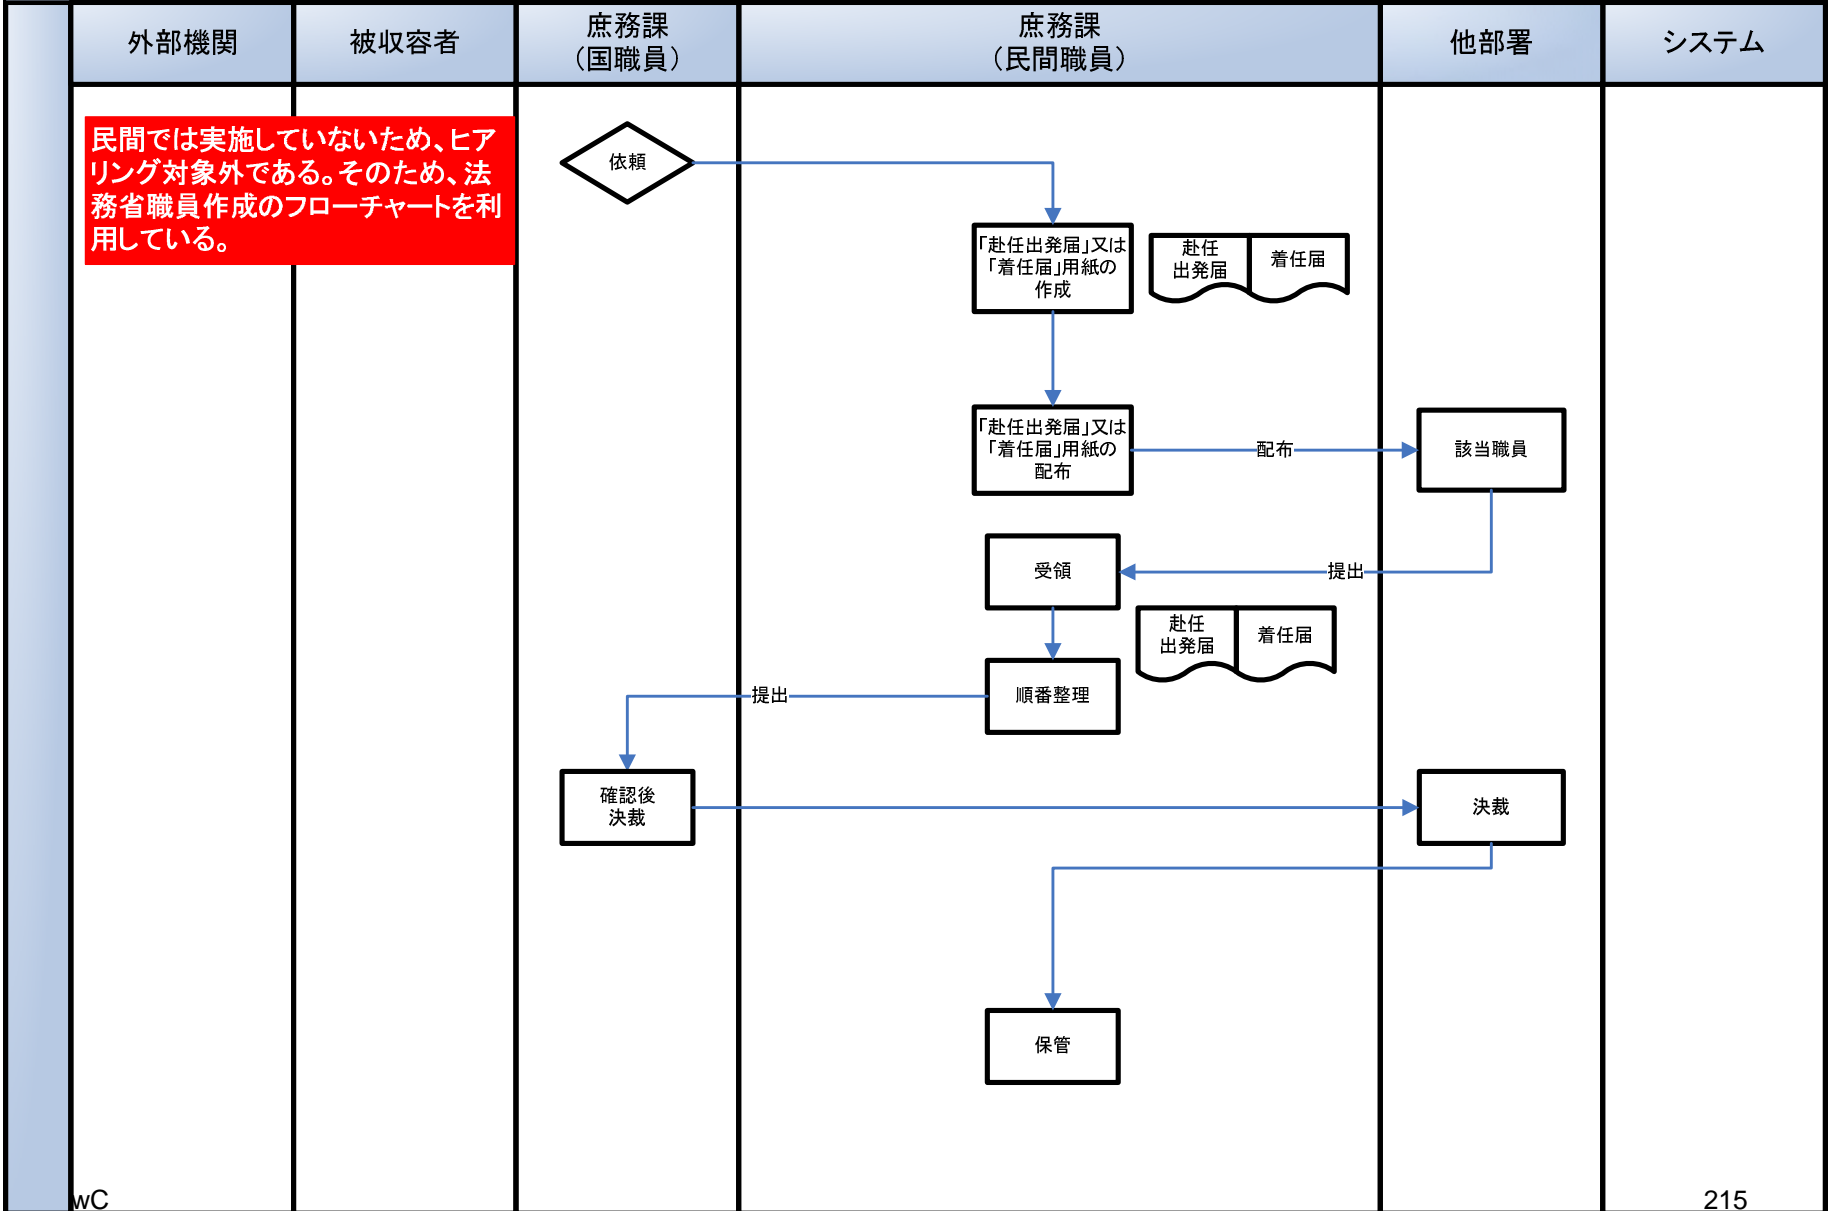 外部機関
被収容者
庶務課
（国職員）
庶務課
（民間職員）
他部署
システム
民間では実施していないため、ヒア
リング対象外である。そのため、法
務省職員作成のフローチャートを利
用している。
依頼
「赴任出発届」又は
「着任届」用紙の
作成
赴任
出発届
着任届
「赴任出発届」又は
「着任届」用紙の
配布
配布
該当職員
受領
提出
赴任
出発届
着任届
順番整理
提出
確認後
決裁
決裁
保管
wC
215